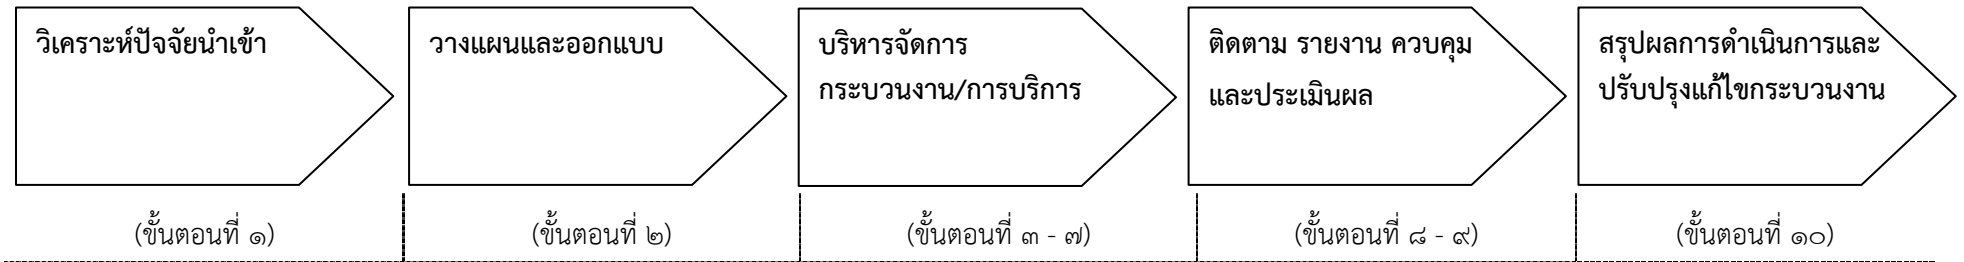 วิเคราะห์ปัจจัยนำเข้า
วางแผนและออกแบบ
บริหารจัดการ
กระบวนงาน/การบริการ
ติดตาม รายงาน ควบคุม
และประเมินผล
สรุปผลการดำเนินการและ
ปรับปรุงแก้ไขกระบวนงาน
(ขั้นตอนที่ ๑)
(ขั้นตอนที่ ๒)
(ขั้นตอนที่ ๓ - ๗)
(ขั้นตอนที่ ๘ - ๙)
(ขั้นตอนที่ ๑๐)